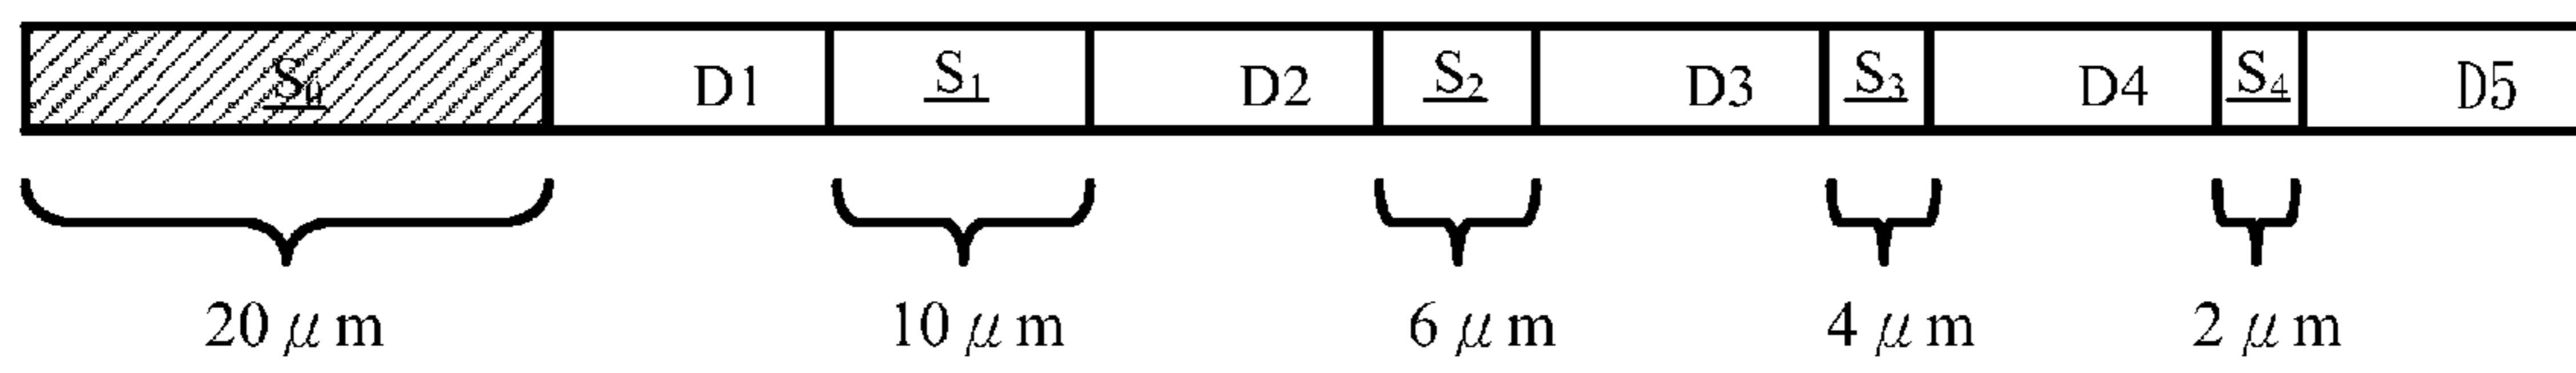 S0 D1 S1 D2 S2 D3 S3 D4 S4 D5
20 μm 10 μm 6 μm 4 μm 2 μm